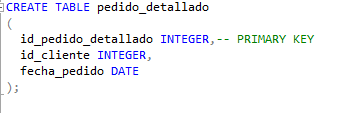 CREATE TABLE pedido_detallado
(
id_pedido_detallado INTEGER,-- PRIMARY KEY
id_cliente INTEGER,
fecha_pedido DATE
);